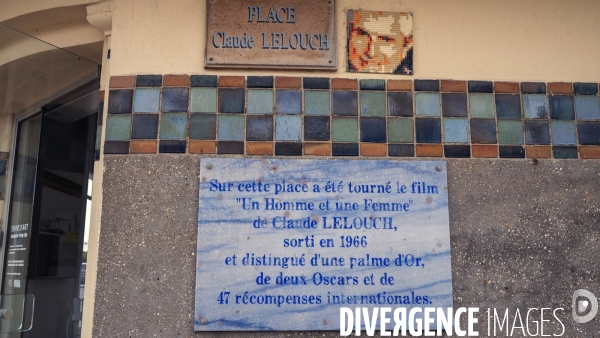 PLACE
Claude LELOUCH
Sur cette place a été tourné le film
"Un Homme et une Femme"
de Claude LELOUCH,
sorti en 1966
et distingué d'une palme d'Or,
de deux Oscars et de
47 récompenses internationales.
DIVERGENCE IMAGES